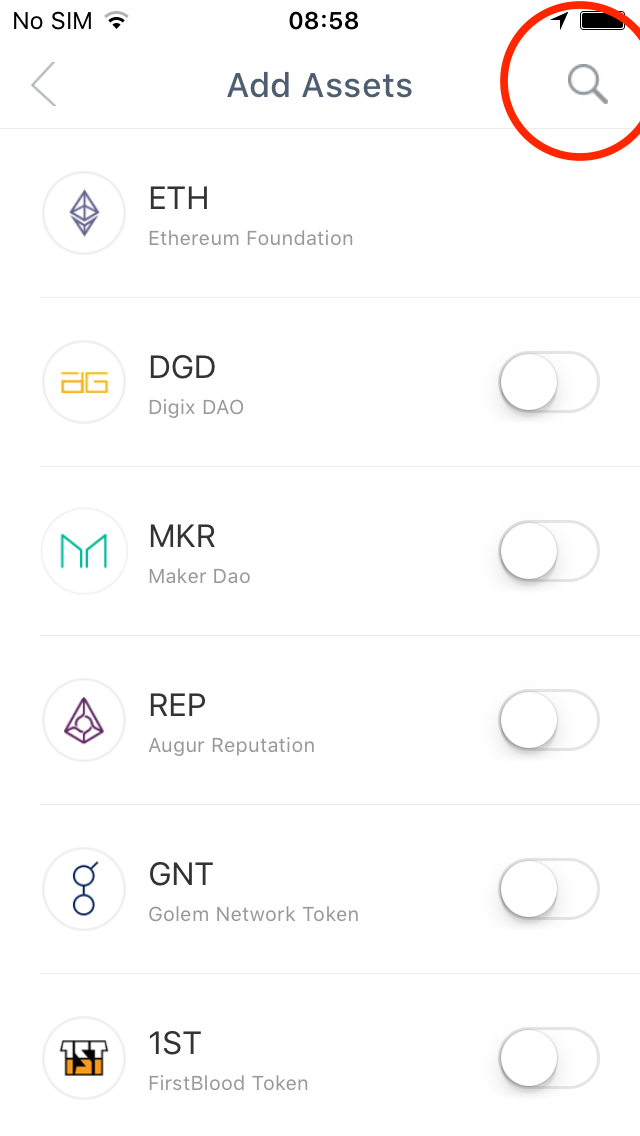 No SIM 08:58
Add Assets
ETH
Ethereum Foundation
DGD
Digix DAO
MKR
Maker Dao
REP
Augur Reputation
GNT
Golem Network Token
1ST
FirstBlood Token